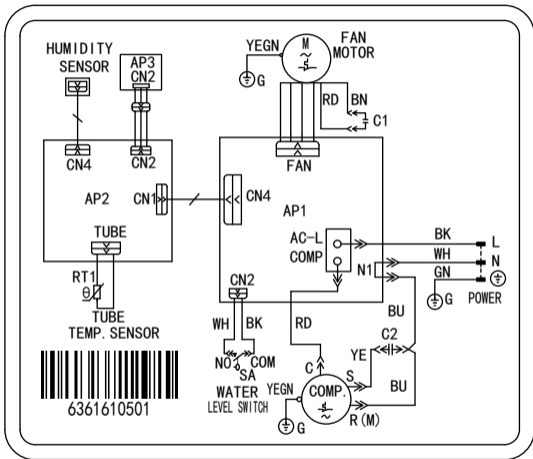 HUMIDITY
SENSOR
AP3
CN2
YEGN
M
FAN
MOTOR
G
RD
BN
C1
CN4
CN2
FAN
AP2
CN1
CN4
AP1
TUBE
AC-L
COMP
BK
L
WH
N
N1
GN
G
POWER
RT1
θ
CN2
BU
TUBE
TEMP. SENSOR
WH
BK
RD
C2
YE
NO
COM
SA
C
S
BU
WATER
LEVEL SWITCH
YEGN
COMP.
R(M)
G
6361610501